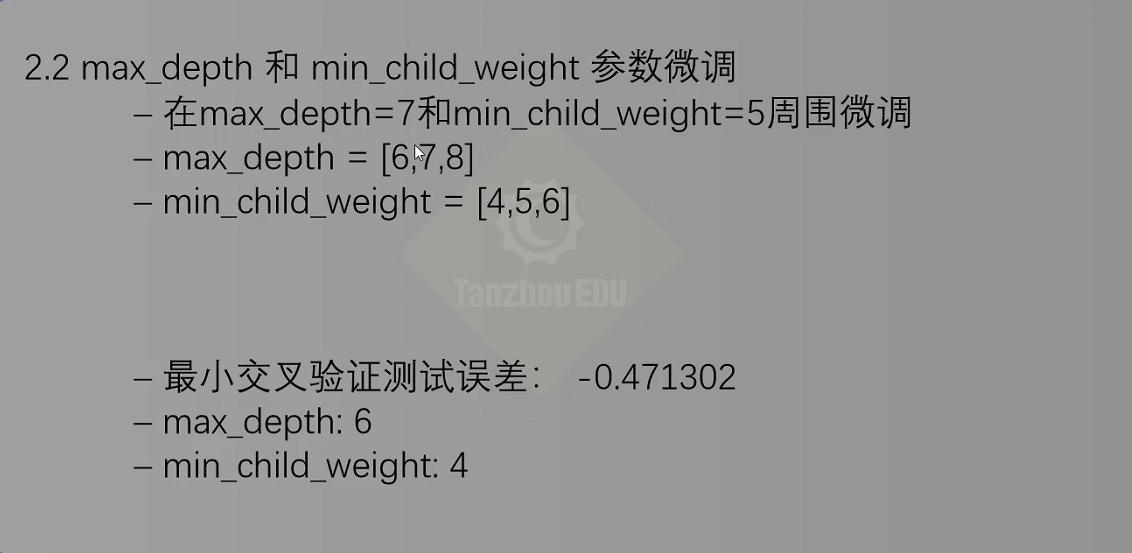 2.2 max_depth 和 min_child_weight 参数微调
– 在max_depth=7和min_child_weight=5周围微调
– max_depth = [6,7,8]
– min_child_weight = [4,5,6]
Tanzhou EDU
– 最小交叉验证测试误差： -0.471302
– max_depth: 6
– min_child_weight: 4